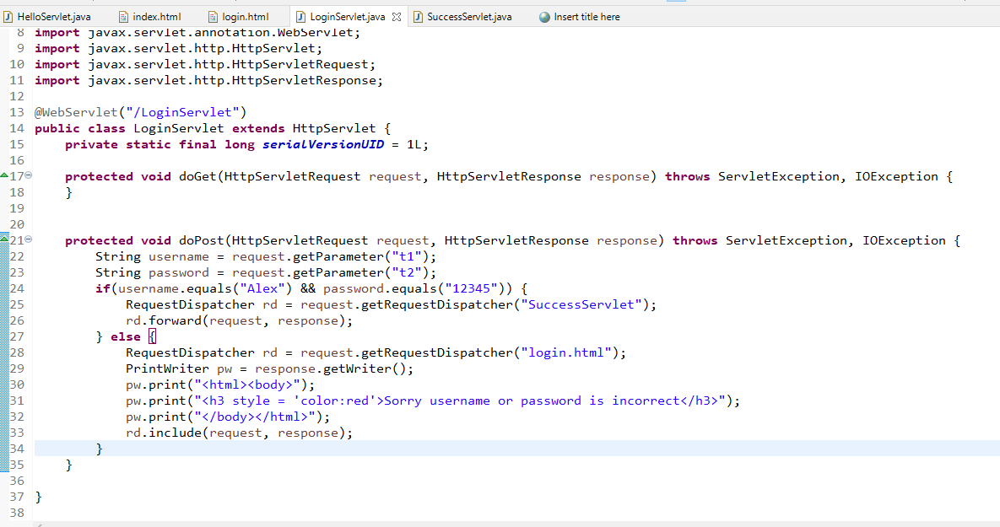 HelloServlet.java index.html login.html LoginServlet.java SuccessServlet.java Insert title here
8 import javax.servlet.annotation.WebServlet;
9 import javax.servlet.http.HttpServlet;
10 import javax.servlet.http.HttpServletRequest;
11 import javax.servlet.http.HttpServletResponse;
12
13 @WebServlet("/LoginServlet")
14 public class LoginServlet extends HttpServlet {
15     private static final long serialVersionUID = 1L;
16
17     protected void doGet(HttpServletRequest request, HttpServletResponse response) throws ServletException, IOException {
18     }
19
20
21     protected void doPost(HttpServletRequest request, HttpServletResponse response) throws ServletException, IOException {
22         String username = request.getParameter("t1");
23         String password = request.getParameter("t2");
24         if(username.equals("Alex") && password.equals("12345")) {
25             RequestDispatcher rd = request.getRequestDispatcher("SuccessServlet");
26             rd.forward(request, response);
27         } else {
28             RequestDispatcher rd = request.getRequestDispatcher("login.html");
29             PrintWriter pw = response.getWriter();
30             pw.print("<html><body>");
31             pw.print("<h3 style = 'color:red'>Sorry username or password is incorrect</h3>");
32             pw.print("</body></html>");
33             rd.include(request, response);
34         }
35     }
36
37 }
38